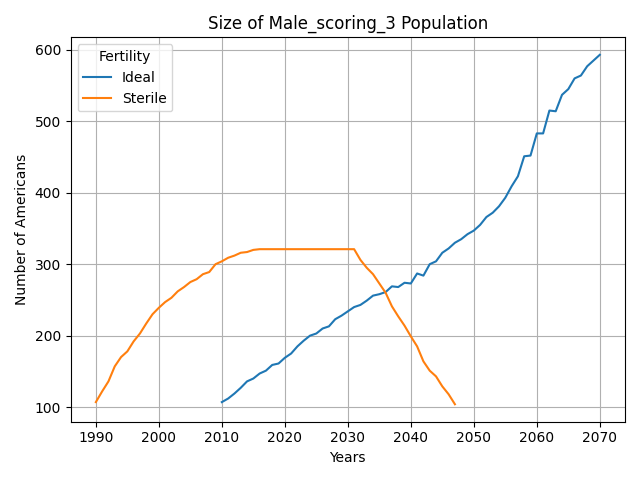 Size of Male_scoring_3 Population
Fertility
Ideal
Sterile
Number of Americans
600
500
400
300
200
100
1990 2000 2010 2020 2030 2040 2050 2060 2070
Years